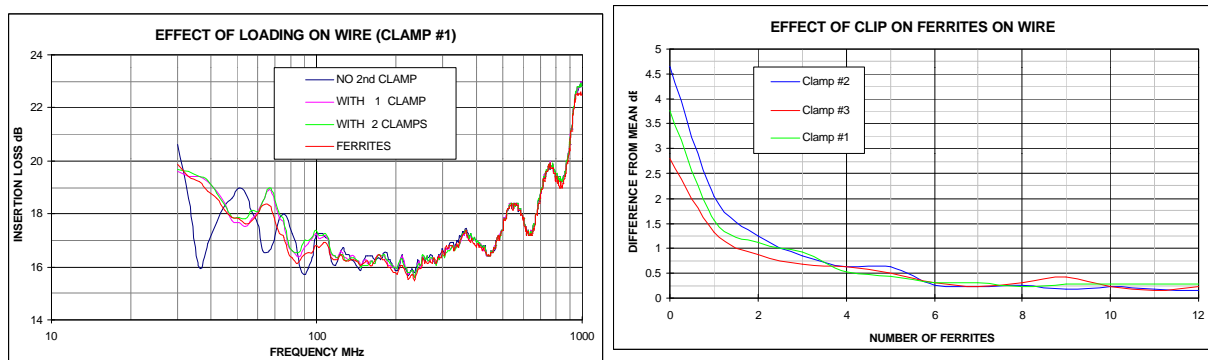 EFFECT OF LOADING ON WIRE (CLAMP #1)
INSERTION LOSS dB
24
22
20
18
16
14
NO 2nd CLAMP
WITH 1 CLAMP
WITH 2 CLAMPS
FERRITES
10
100
1000
FREQUENCY MHz
EFFECT OF CLIP ON FERRITES ON WIRE
DIFFERENCE FROM MEAN dB
5
4.5
4
3.5
3
2.5
2
1.5
1
0.5
0
Clamp #2
Clamp #3
Clamp #1
0
2
4
6
8
10
12
NUMBER OF FERRITES